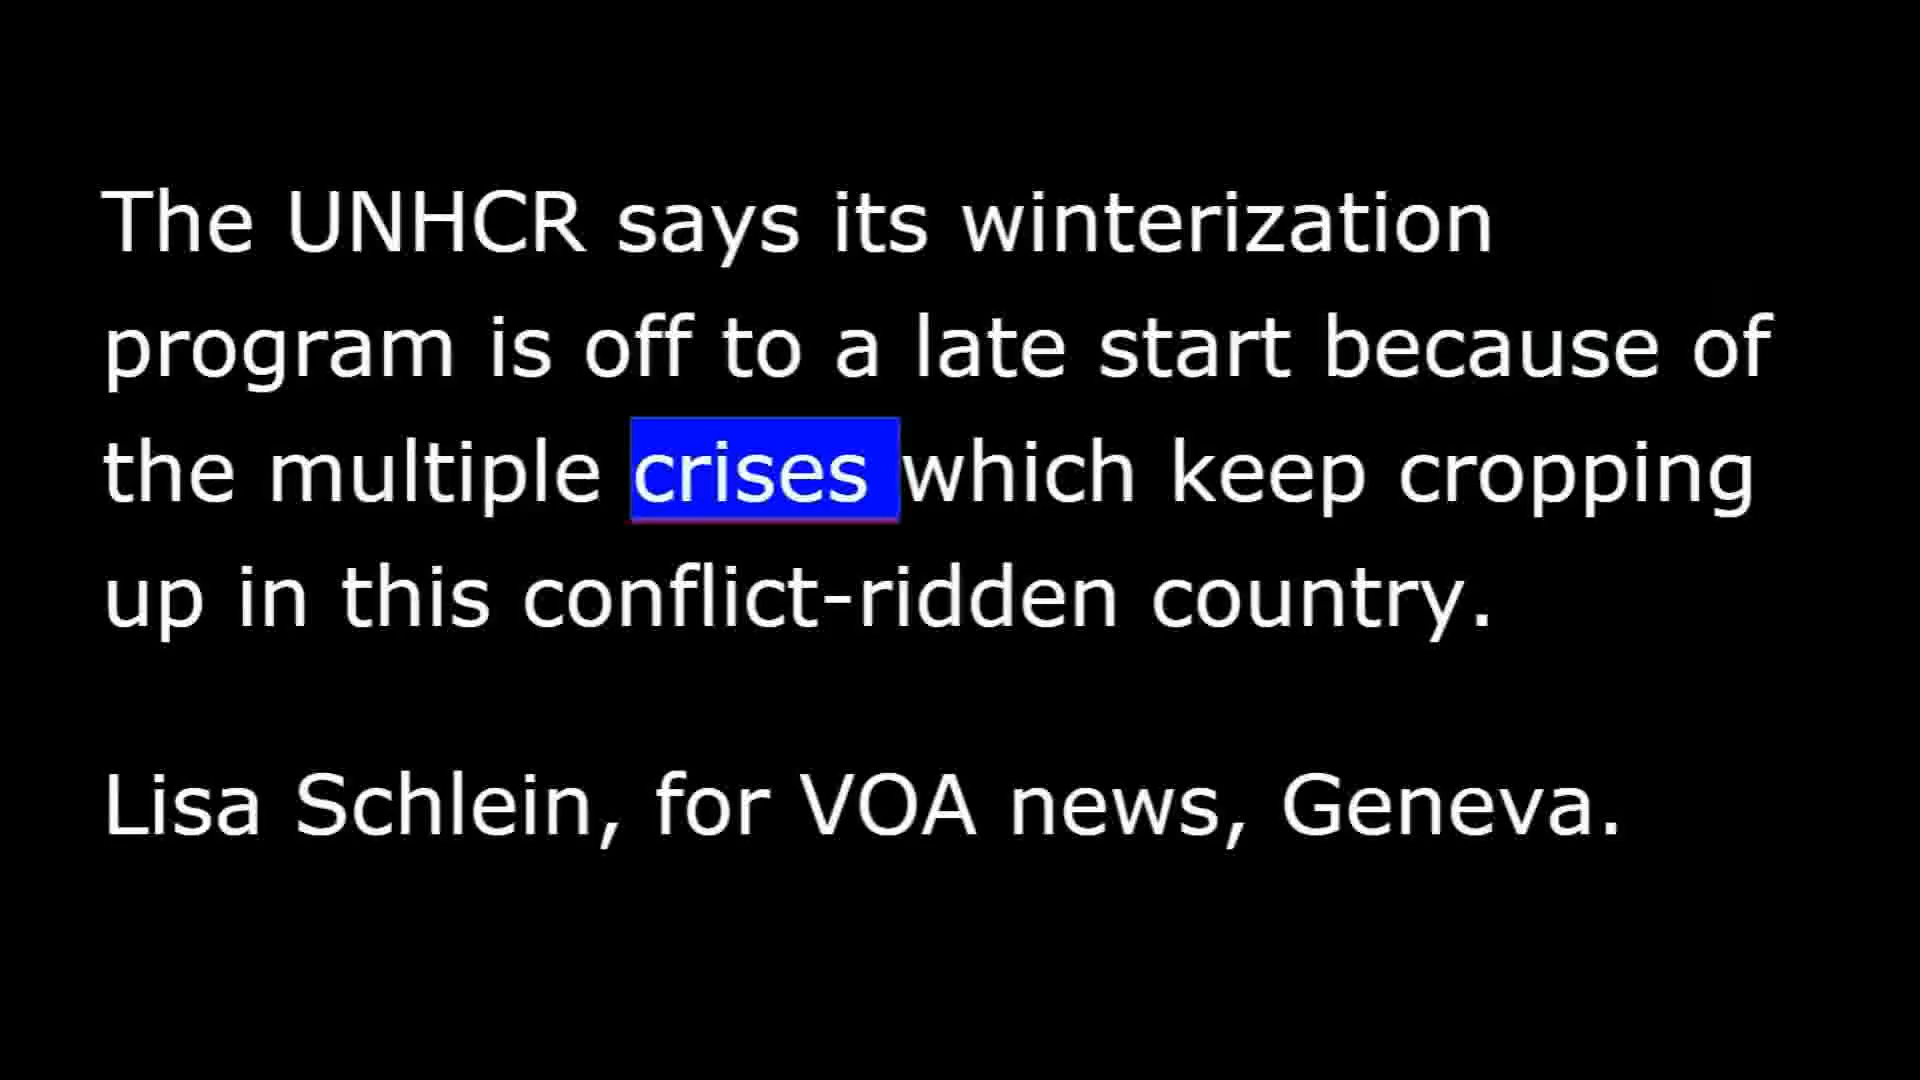 The UNHCR says its winterization
program is off to a late start because of
the multiple crises which keep cropping
up in this conflict-ridden country.
Lisa Schlein, for VOA news, Geneva.